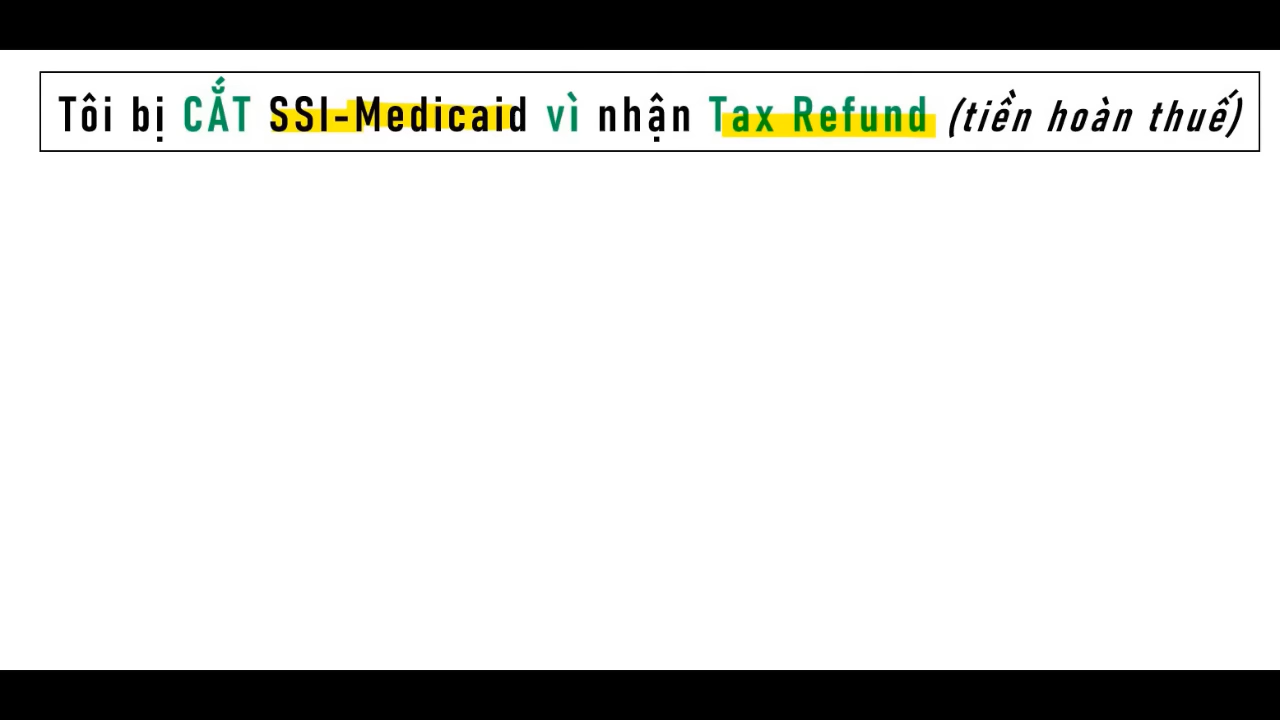 Tôi bị CẮT SSI-Medicaid vì nhận Tax Refund (tiền hoàn thuế)